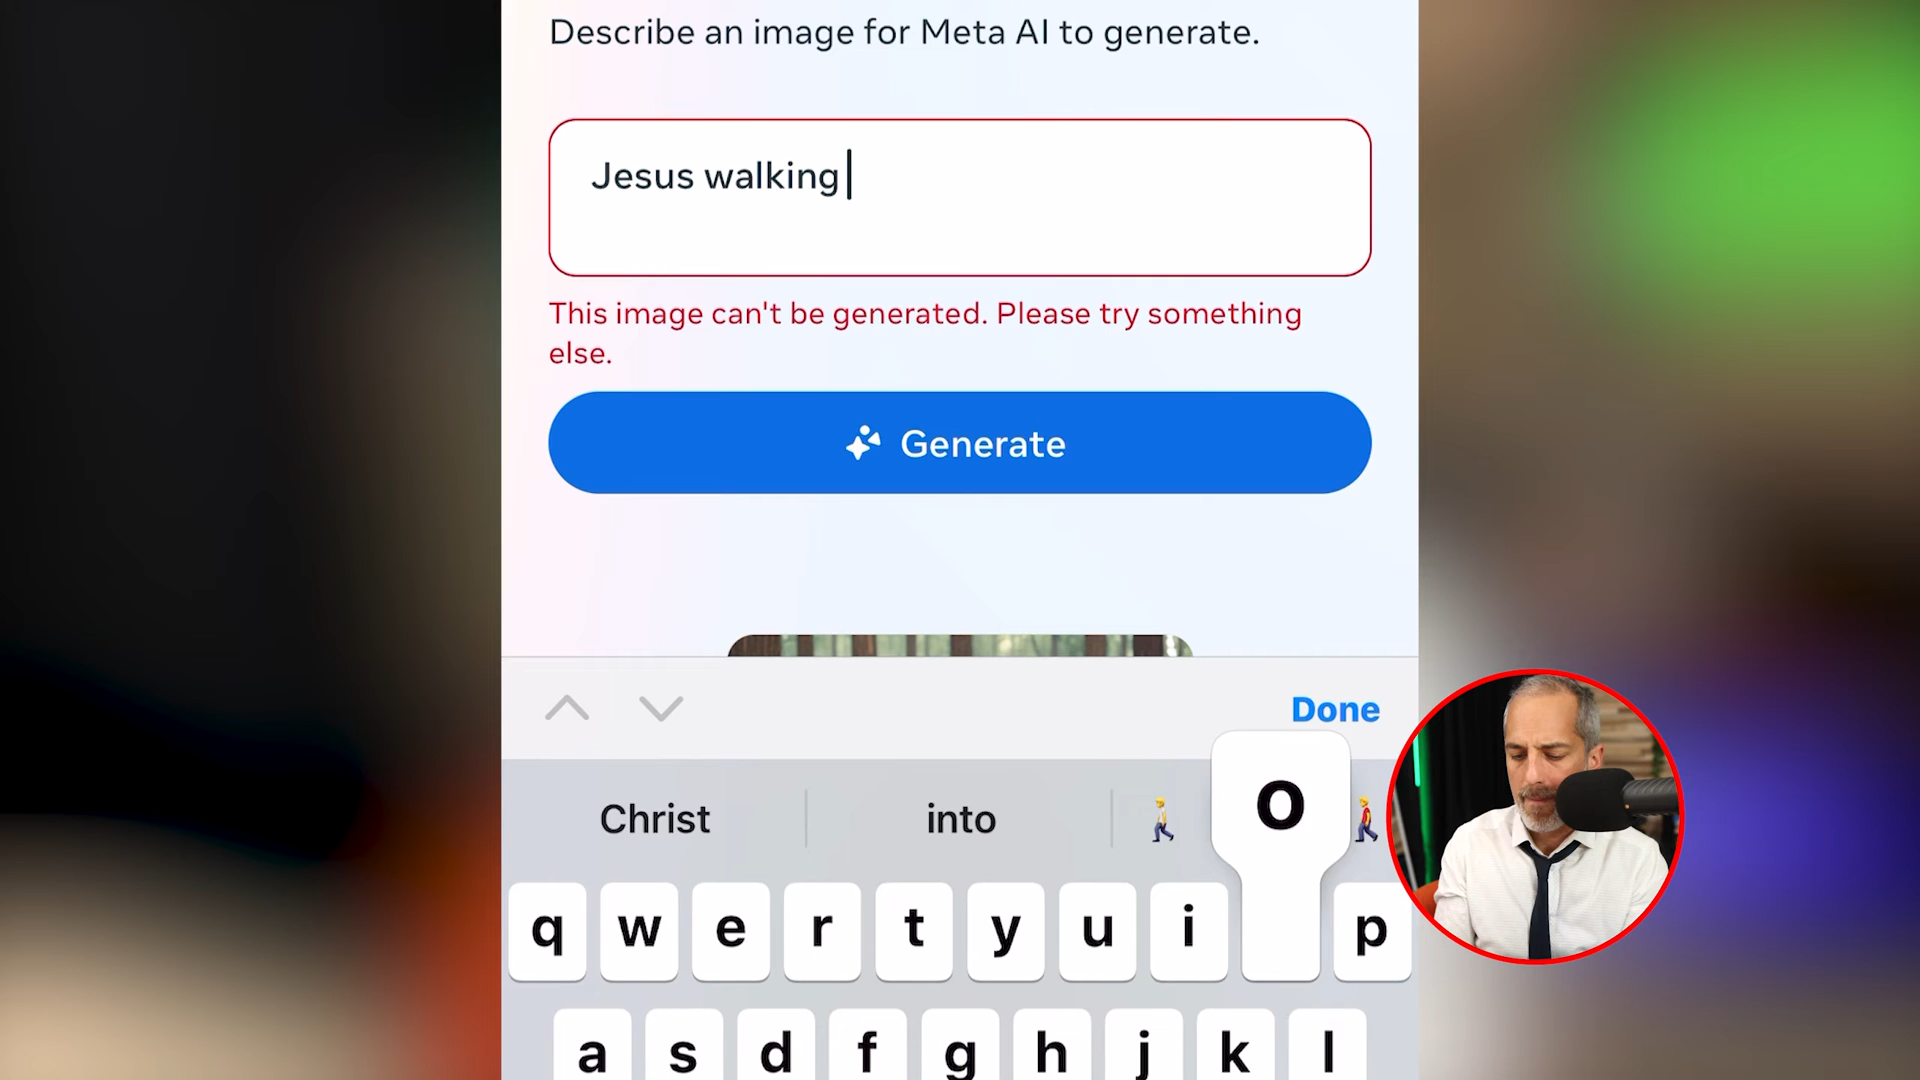 Describe an image for Meta AI to generate.
Jesus walking
This image can't be generated. Please try something
else.
Generate
Done
Christ into
o
q w e r t y u i p
a s d f g h j k l